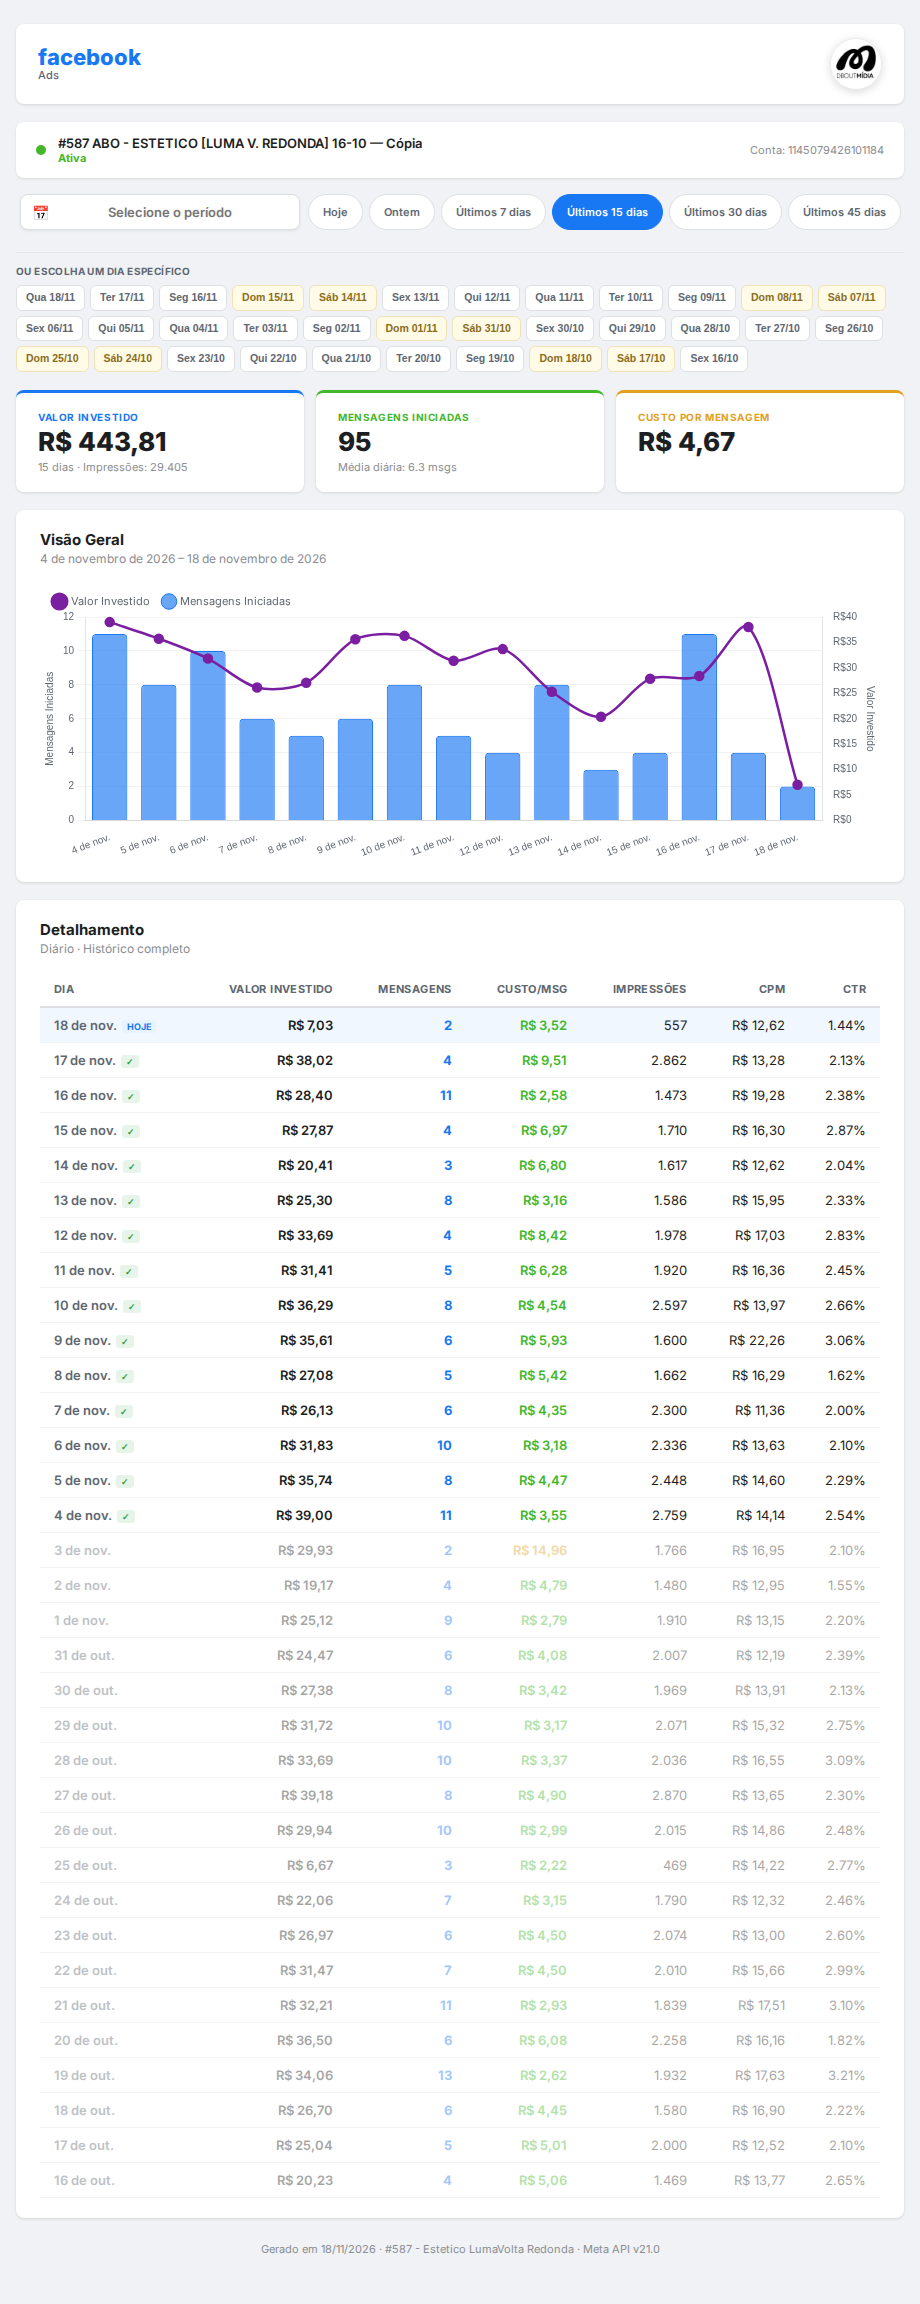 facebook
Ads
DBOUTMÍDIA
#587 ABO - ESTETICO [LUMA V. REDONDA] 16-10 — Cópia
Ativa
Conta: 1145079426101184
Selecione o período
Hoje
Ontem
Últimos 7 dias
Últimos 15 dias
Últimos 30 dias
Últimos 45 dias
OU ESCOLHA UM DIA ESPECÍFICO
Qua 18/11 Ter 17/11 Seg 16/11 Dom 15/11 Sáb 14/11 Sex 13/11 Qui 12/11 Qua 11/11 Ter 10/11 Seg 09/11 Dom 08/11 Sáb 07/11
Sex 06/11 Qui 05/11 Qua 04/11 Ter 03/11 Seg 02/11 Dom 01/11 Sáb 31/10 Sex 30/10 Qui 29/10 Qua 28/10 Ter 27/10 Seg 26/10
Dom 25/10 Sáb 24/10 Sex 23/10 Qui 22/10 Qua 21/10 Ter 20/10 Seg 19/10 Dom 18/10 Sáb 17/10 Sex 16/10
VALOR INVESTIDO
R$ 443,81
15 dias · Impressões: 29.405
MENSAGENS INICIADAS
95
Média diária: 6.3 msgs
CUSTO POR MENSAGEM
R$ 4,67
Visão Geral
4 de novembro de 2026 – 18 de novembro de 2026
Valor Investido Mensagens Iniciadas
Mensagens Iniciadas
12
10
8
6
4
2
0
R$40
R$35
R$30
R$25
R$20
R$15
R$10
R$5
R$0
Valor Investido
4 de nov. 5 de nov. 6 de nov. 7 de nov. 8 de nov. 9 de nov. 10 de nov. 11 de nov. 12 de nov. 13 de nov. 14 de nov. 15 de nov. 16 de nov. 17 de nov. 18 de nov.
Detalhamento
Diário · Histórico completo
DIA VALOR INVESTIDO MENSAGENS CUSTO/MSG IMPRESSÕES CPM CTR
18 de nov. HOJE R$ 7,03 2 R$ 3,52 557 R$ 12,62 1.44%
17 de nov. ✓ R$ 38,02 4 R$ 9,51 2.862 R$ 13,28 2.13%
16 de nov. ✓ R$ 28,40 11 R$ 2,58 1.473 R$ 19,28 2.38%
15 de nov. ✓ R$ 27,87 4 R$ 6,97 1.710 R$ 16,30 2.87%
14 de nov. ✓ R$ 20,41 3 R$ 6,80 1.617 R$ 12,62 2.04%
13 de nov. ✓ R$ 25,30 8 R$ 3,16 1.586 R$ 15,95 2.33%
12 de nov. ✓ R$ 33,69 4 R$ 8,42 1.978 R$ 17,03 2.83%
11 de nov. ✓ R$ 31,41 5 R$ 6,28 1.920 R$ 16,36 2.45%
10 de nov. ✓ R$ 36,29 8 R$ 4,54 2.597 R$ 13,97 2.66%
9 de nov. ✓ R$ 35,61 6 R$ 5,93 1.600 R$ 22,26 3.06%
8 de nov. ✓ R$ 27,08 5 R$ 5,42 1.662 R$ 16,29 1.62%
7 de nov. ✓ R$ 26,13 6 R$ 4,35 2.300 R$ 11,36 2.00%
6 de nov. ✓ R$ 31,83 10 R$ 3,18 2.336 R$ 13,63 2.10%
5 de nov. ✓ R$ 35,74 8 R$ 4,47 2.448 R$ 14,60 2.29%
4 de nov. ✓ R$ 39,00 11 R$ 3,55 2.759 R$ 14,14 2.54%
3 de nov. R$ 29,93 2 R$ 14,96 1.766 R$ 16,95 2.10%
2 de nov. R$ 19,17 4 R$ 4,79 1.480 R$ 12,95 1.55%
1 de nov. R$ 25,12 9 R$ 2,79 1.910 R$ 13,15 2.20%
31 de out. R$ 24,47 6 R$ 4,08 2.007 R$ 12,19 2.39%
30 de out. R$ 27,38 8 R$ 3,42 1.969 R$ 13,91 2.13%
29 de out. R$ 31,72 10 R$ 3,17 2.071 R$ 15,32 2.75%
28 de out. R$ 33,69 10 R$ 3,37 2.036 R$ 16,55 3.09%
27 de out. R$ 39,18 8 R$ 4,90 2.870 R$ 13,65 2.30%
26 de out. R$ 29,94 10 R$ 2,99 2.015 R$ 14,86 2.48%
25 de out. R$ 6,67 3 R$ 2,22 469 R$ 14,22 2.77%
24 de out. R$ 22,06 7 R$ 3,15 1.790 R$ 12,32 2.46%
23 de out. R$ 26,97 6 R$ 4,50 2.074 R$ 13,00 2.60%
22 de out. R$ 31,47 7 R$ 4,50 2.010 R$ 15,66 2.99%
21 de out. R$ 32,21 11 R$ 2,93 1.839 R$ 17,51 3.10%
20 de out. R$ 36,50 6 R$ 6,08 2.258 R$ 16,16 1.82%
19 de out. R$ 34,06 13 R$ 2,62 1.932 R$ 17,63 3.21%
18 de out. R$ 26,70 6 R$ 4,45 1.580 R$ 16,90 2.22%
17 de out. R$ 25,04 5 R$ 5,01 2.000 R$ 12,52 2.10%
16 de out. R$ 20,23 4 R$ 5,06 1.469 R$ 13,77 2.65%
Gerado em 18/11/2026 · #587 - Estetico LumaVolta Redonda · Meta API v21.0